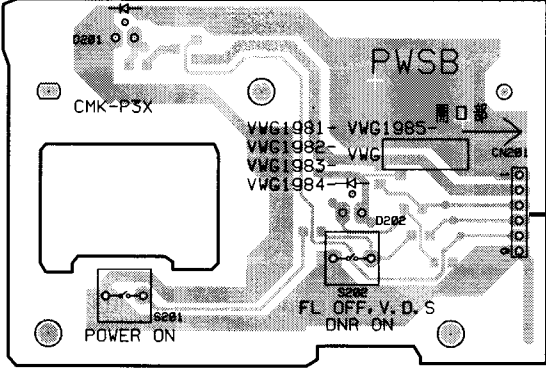 D201
PWSB
CMK-P3X
開口部
VWG1981- VWG1985-
VWG1982- VWG
VWG1983-
VWG1984-
CN201
D202
S202
FL OFF, V. D. S
DNR ON
S201
POWER ON